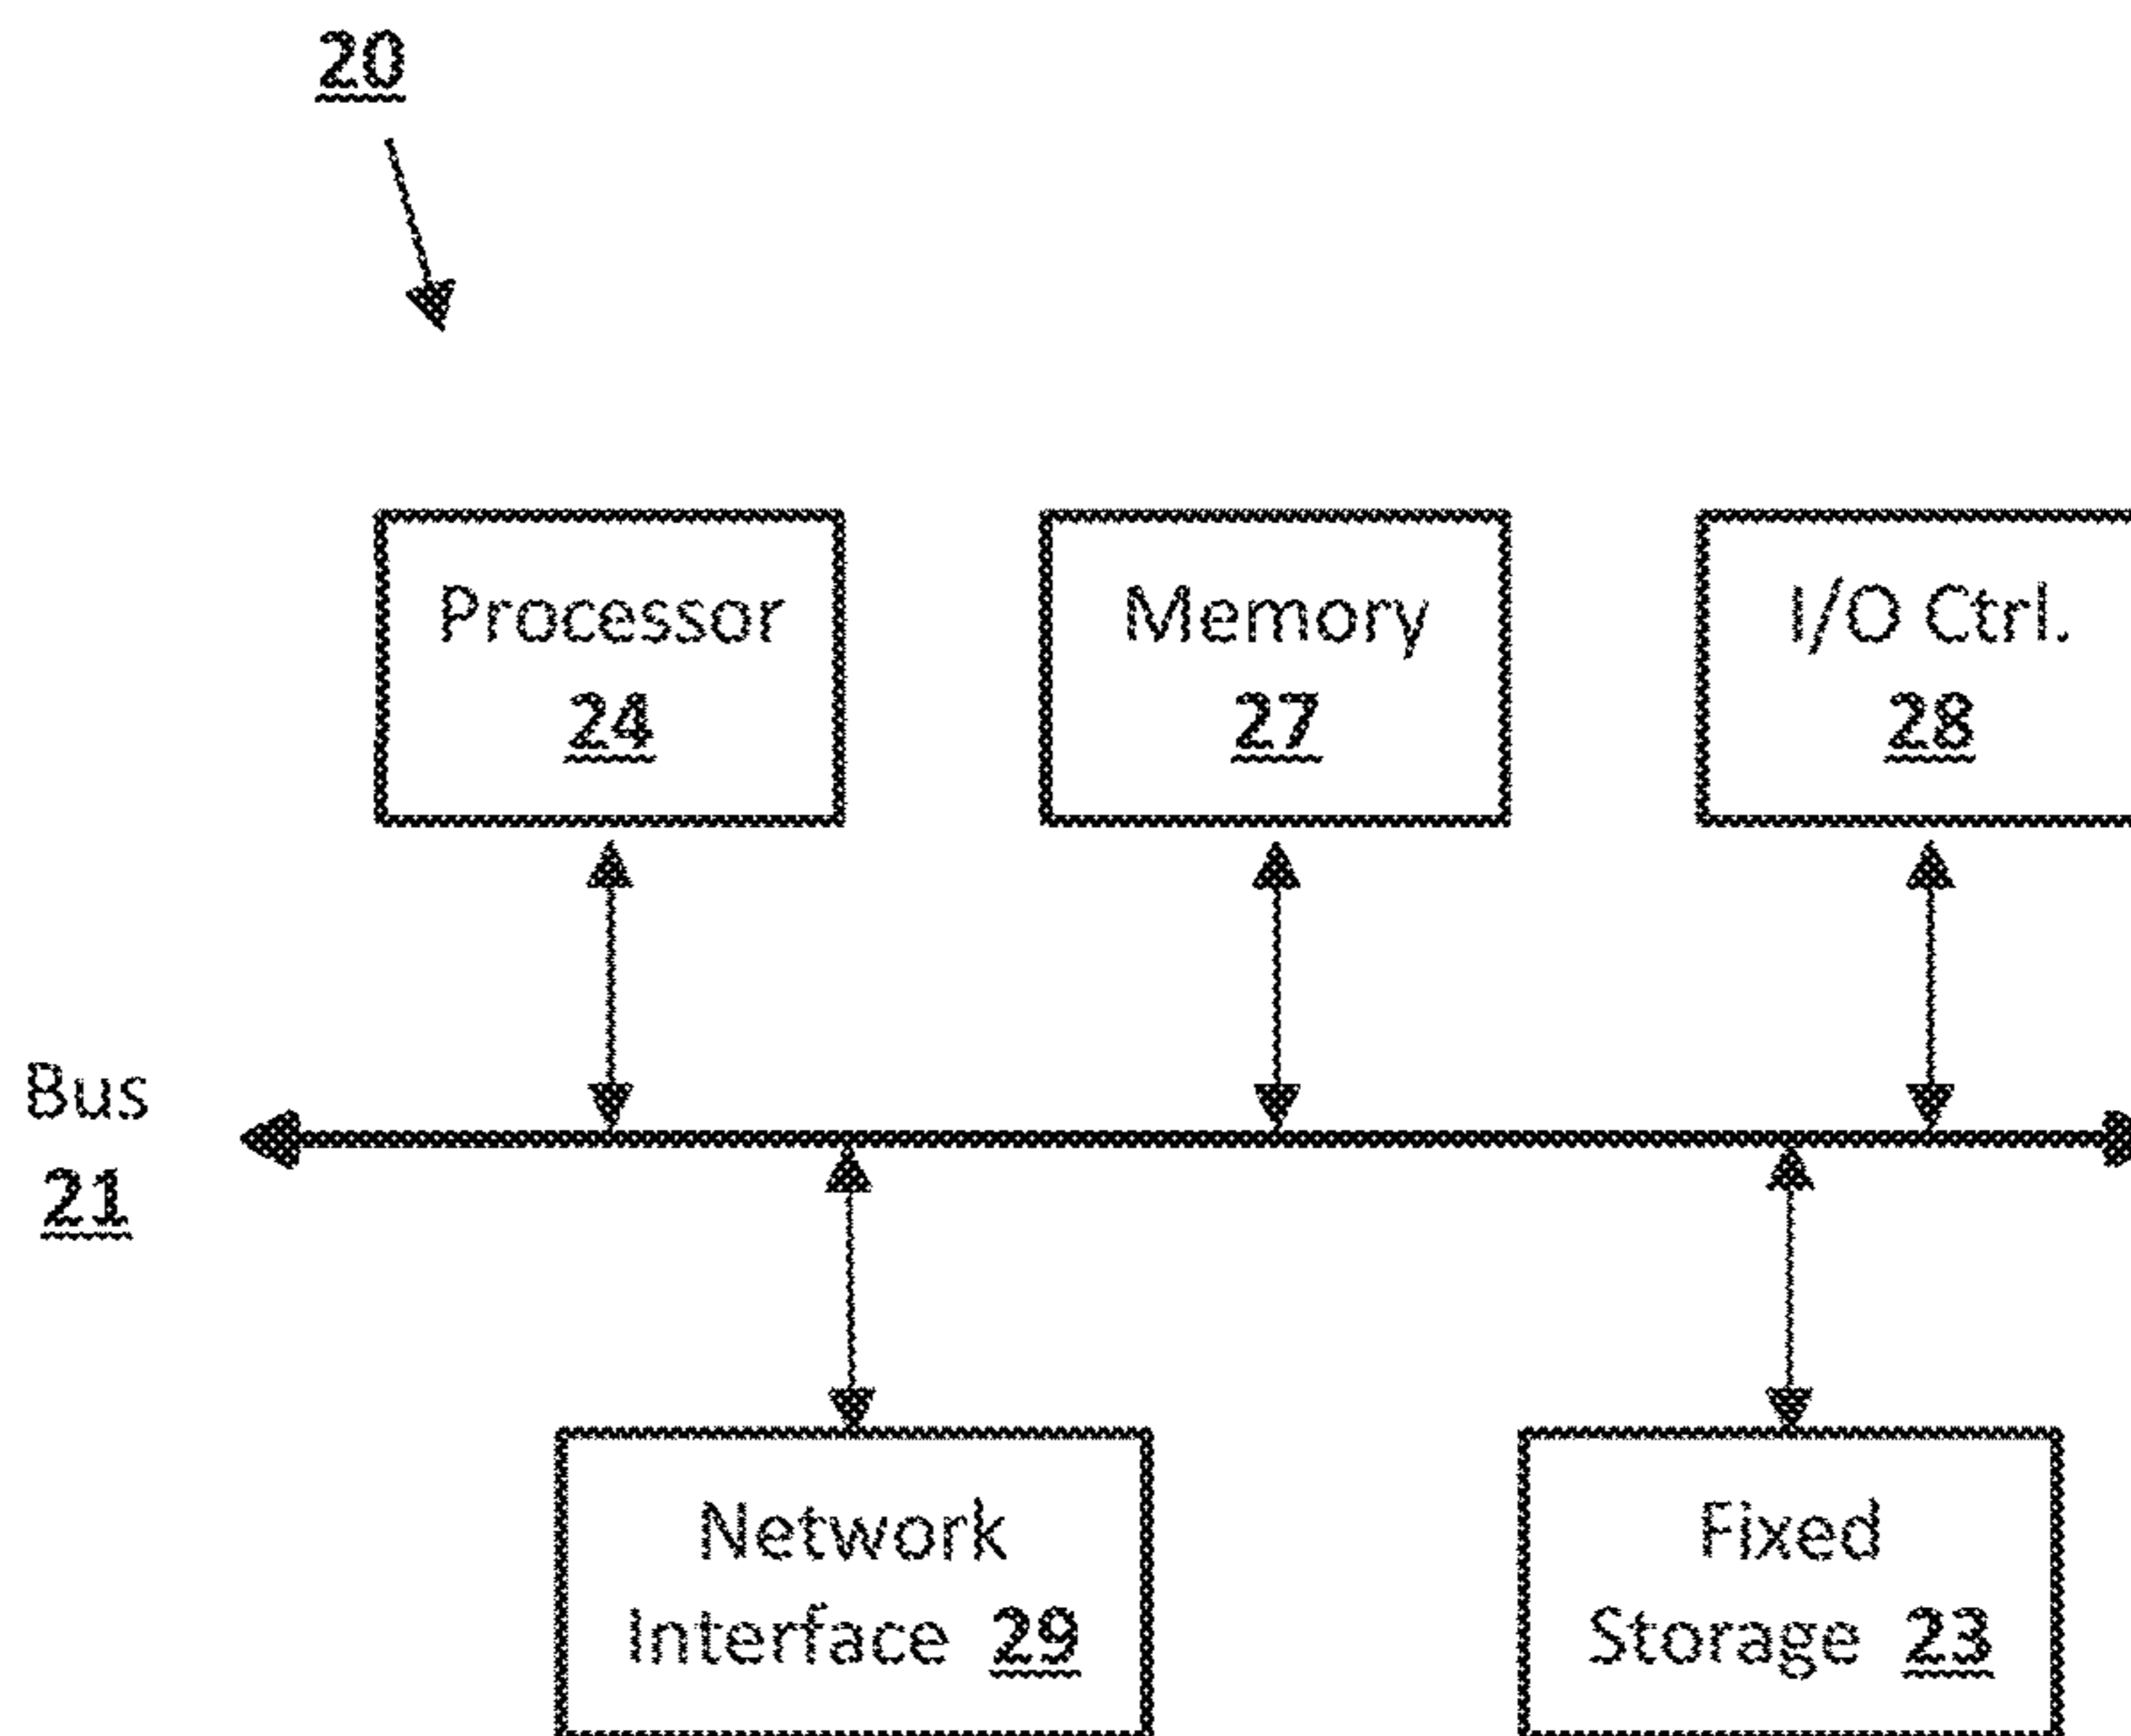 20
Processor
24
Memory
27
I/O Ctrl.
28
Bus
21
Network
Interface 29
Fixed
Storage 23